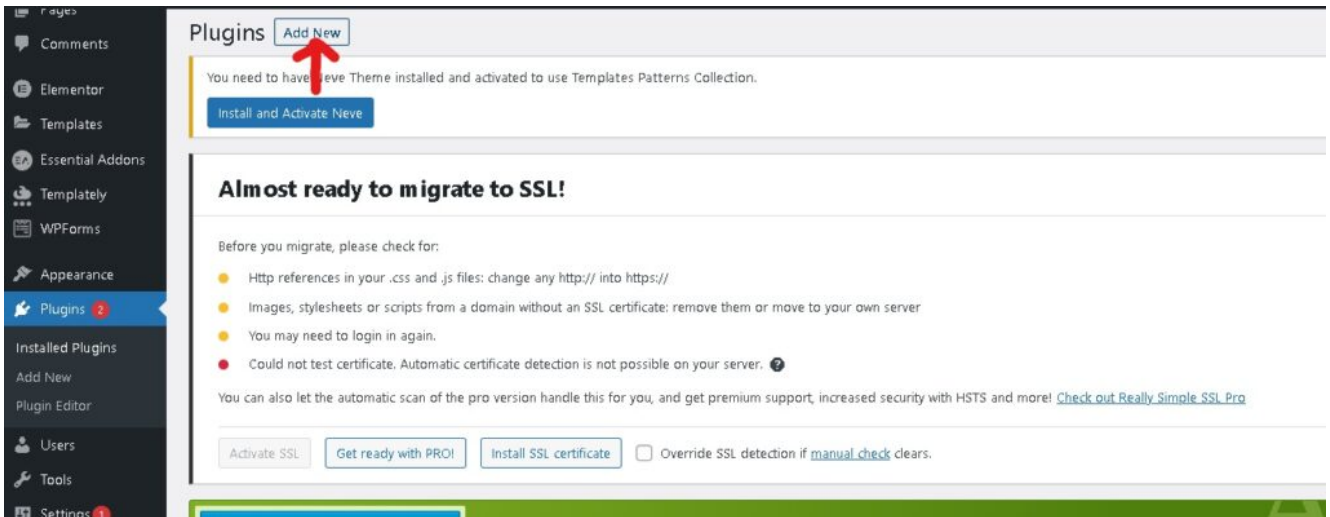 Pages
Comments
Elementor
Templates
Essential Addons
Templately
WPForms
Appearance
Plugins 2
Installed Plugins
Add New
Plugin Editor
Users
Tools
Settings 1
Plugins Add New
You need to have Neve Theme installed and activated to use Templates Patterns Collection.
Install and Activate Neve
Almost ready to migrate to SSL!
Before you migrate, please check for:
Http references in your .css and .js files: change any http:// into https://
Images, stylesheets or scripts from a domain without an SSL certificate: remove them or move to your own server
You may need to login in again.
Could not test certificate. Automatic certificate detection is not possible on your server. ?
You can also let the automatic scan of the pro version handle this for you, and get premium support, increased security with HSTS and more! Check out Really Simple SSL Pro
Activate SSL Get ready with PRO! Install SSL certificate Override SSL detection if manual check clears.